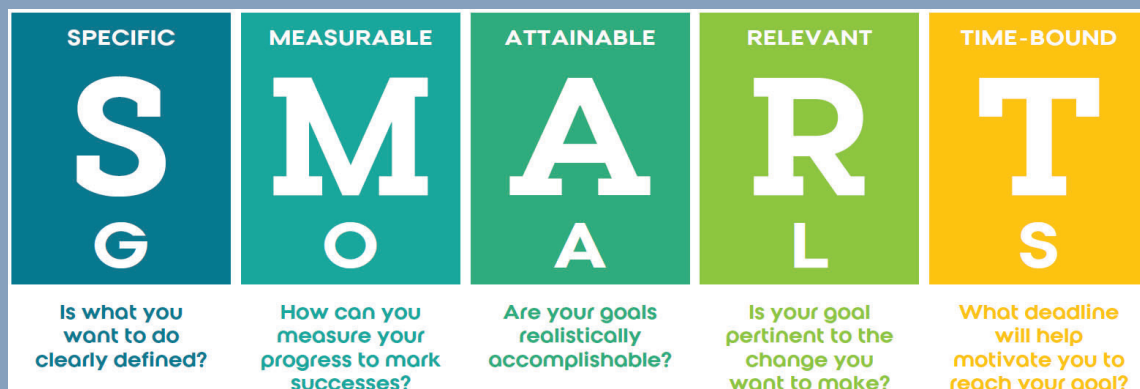 SPECIFIC
S
G
Is what you
want to do
clearly defined?
MEASURABLE
M
O
How can you
measure your
progress to mark
successes?
ATTAINABLE
A
A
Are your goals
realistically
accomplishable?
RELEVANT
R
L
Is your goal
pertinent to the
change you
want to make?
TIME-BOUND
T
S
What deadline
will help
motivate you to
reach your goal?